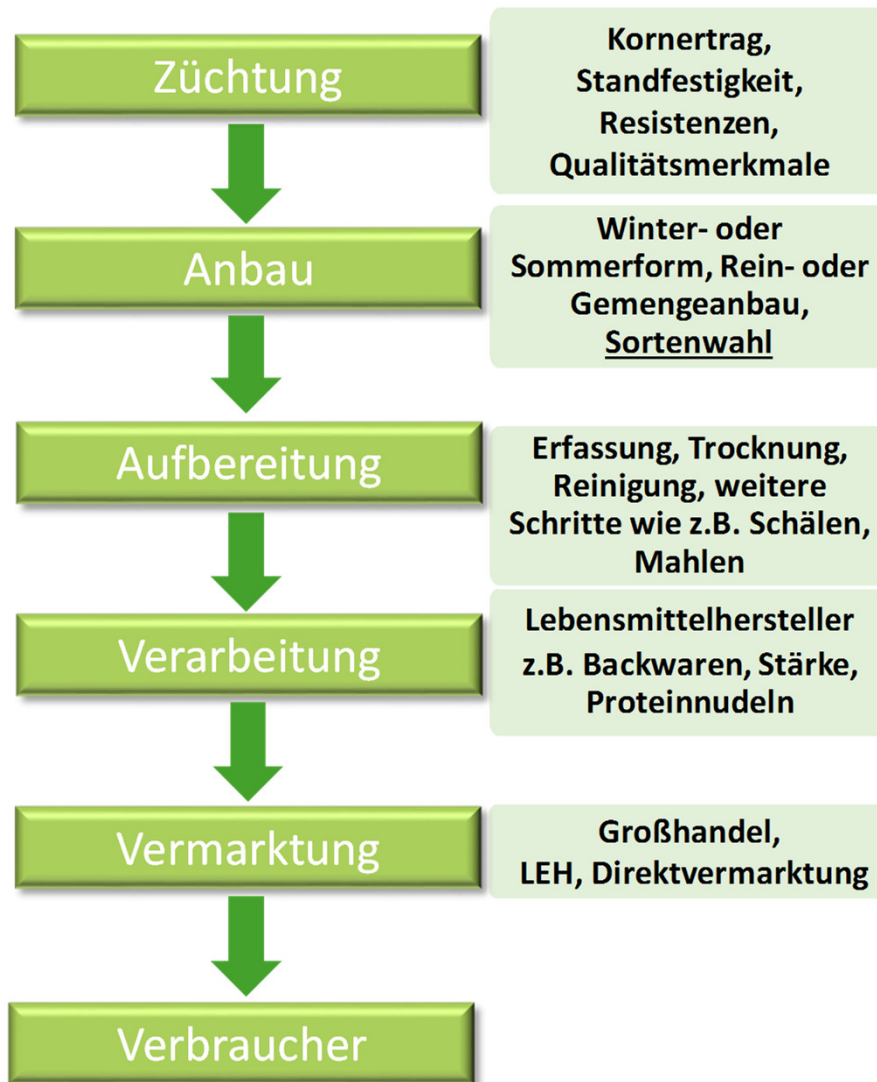 Züchtung
Kornertrag,
Standfestigkeit,
Resistenzen,
Qualitätsmerkmale
Anbau
Winter- oder
Sommerform, Rein- oder
Gemengeanbau,
Sortenwahl
Aufbereitung
Erfassung, Trocknung,
Reinigung, weitere
Schritte wie z.B. Schälen,
Mahlen
Verarbeitung
Lebensmittelhersteller
z.B. Backwaren, Stärke,
Proteinnudeln
Vermarktung
Großhandel,
LEH, Direktvermarktung
Verbraucher